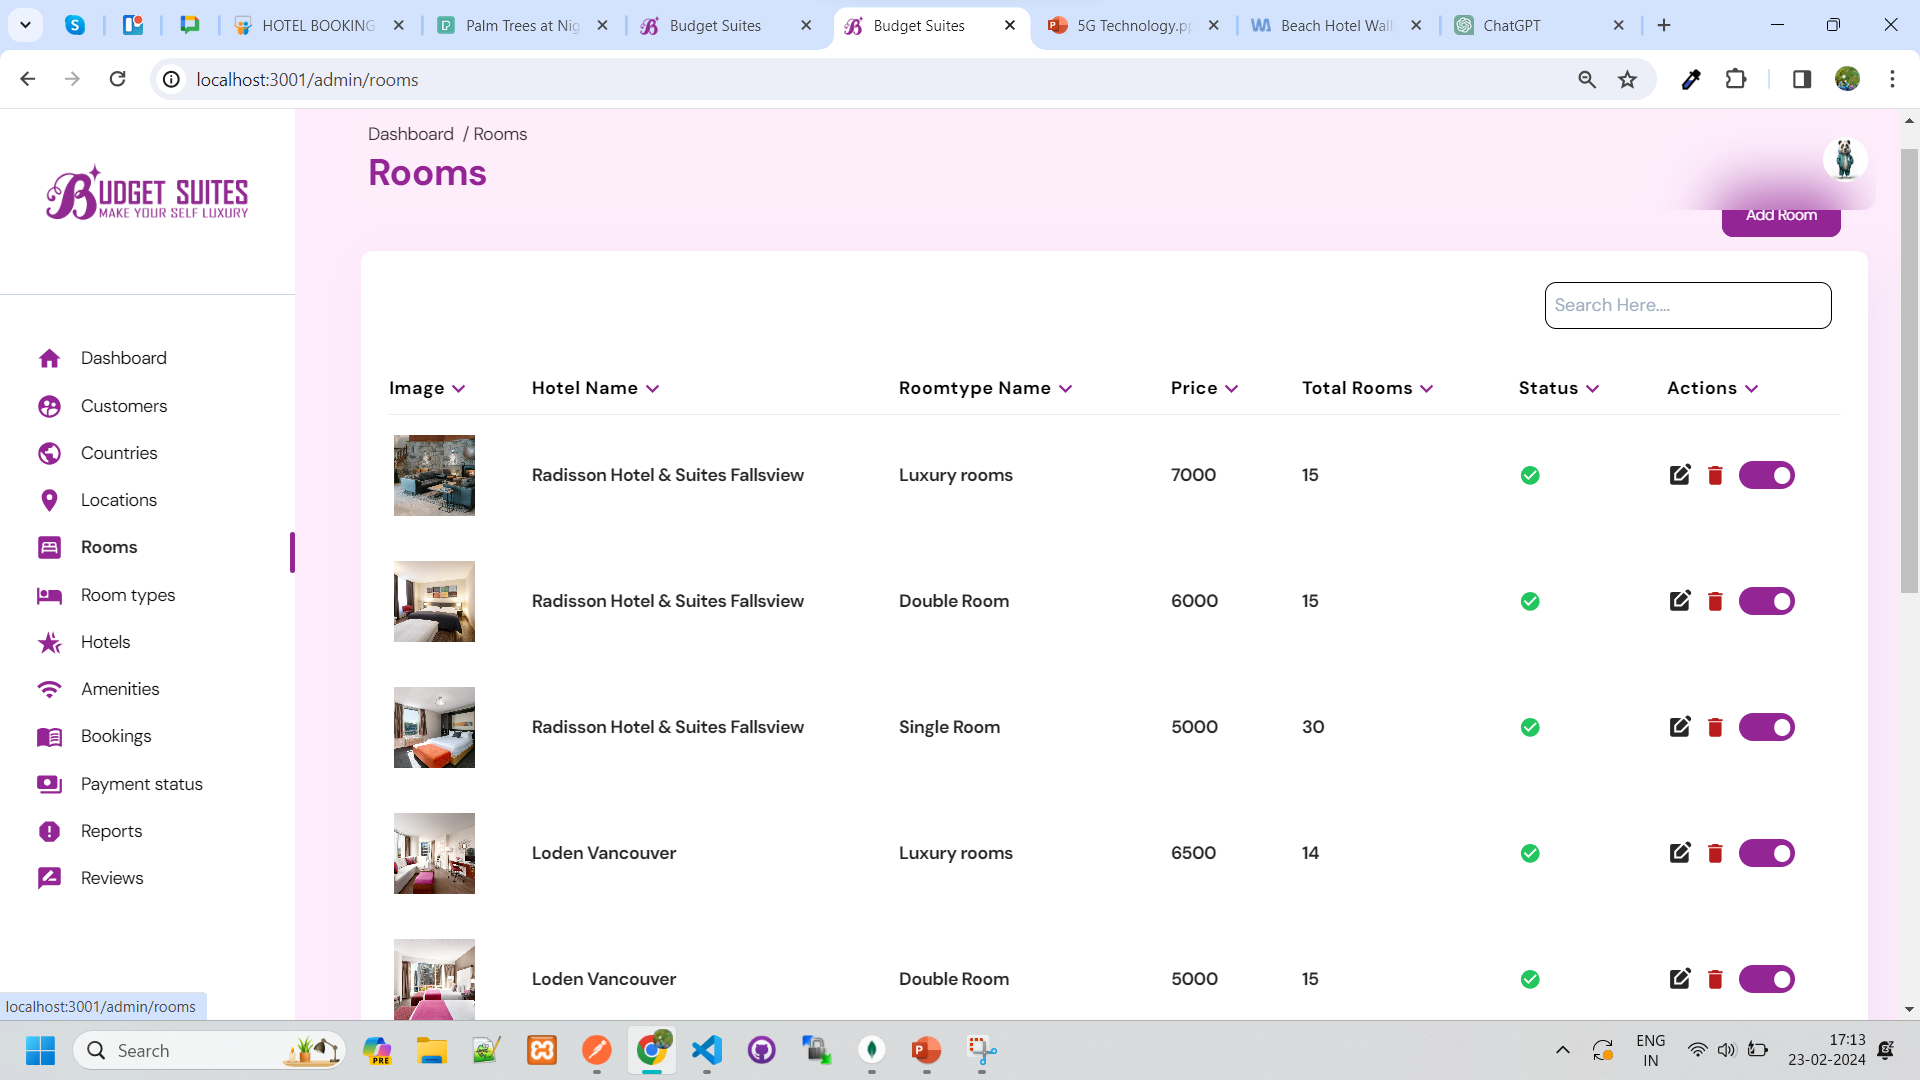 HOTEL BOOKING
Palm Trees at Nig
Budget Suites
Budget Suites
5G Technology.pp
Beach Hotel Wall
ChatGPT
localhost:3001/admin/rooms
BUDGET SUITES
MAKE YOUR SELF LUXURY
Dashboard / Rooms
Rooms
Add Room
Dashboard
Customers
Countries
Locations
Rooms
Room types
Hotels
Amenities
Bookings
Payment status
Reports
Reviews
Search Here....
Image Hotel Name Roomtype Name Price Total Rooms Status Actions
Radisson Hotel & Suites Fallsview Luxury rooms 7000 15
Radisson Hotel & Suites Fallsview Double Room 6000 15
Radisson Hotel & Suites Fallsview Single Room 5000 30
Loden Vancouver Luxury rooms 6500 14
Loden Vancouver Double Room 5000 15
localhost:3001/admin/rooms
Search
PRE
ENG
IN
17:13
23-02-2024